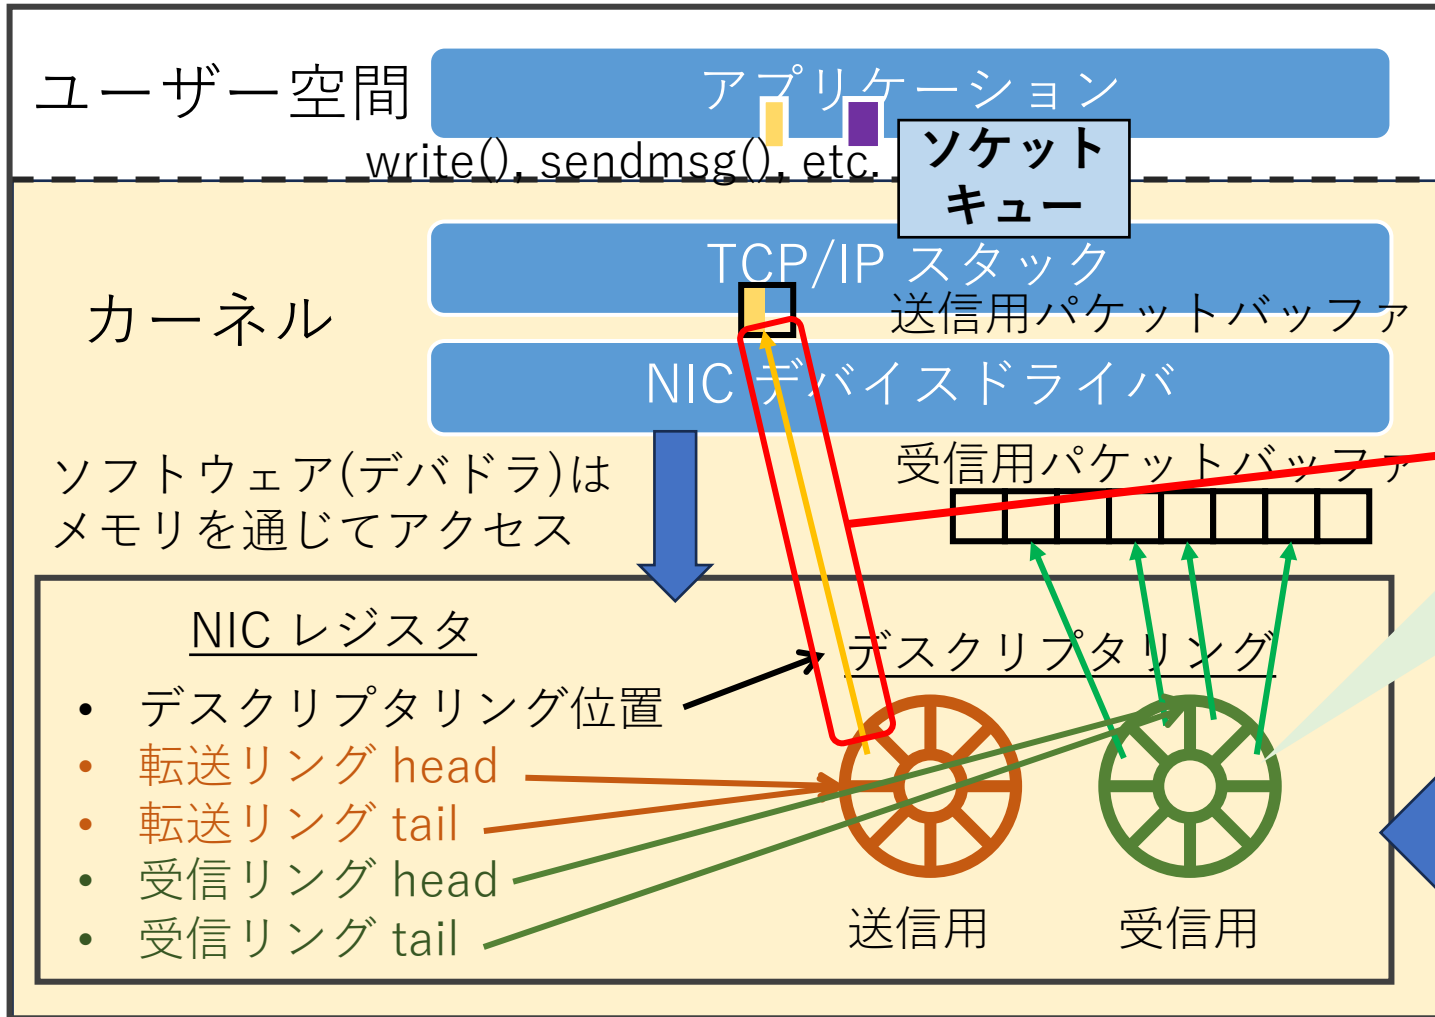 ユーザー空間
アプリケーション
write(), sendmsg(), etc.
ソケット
キュー
カーネル
TCP/IP スタック
送信用パケットバッファ
NIC デバイスドライバ
ソフトウェア(デバドラ)は
メモリを通じてアクセス
受信用パケットバッファ
NIC レジスタ
• デスクリプタリング位置
• 転送リング head
• 転送リング tail
• 受信リング head
• 受信リング tail
デスクリプタリング
送信用
受信用